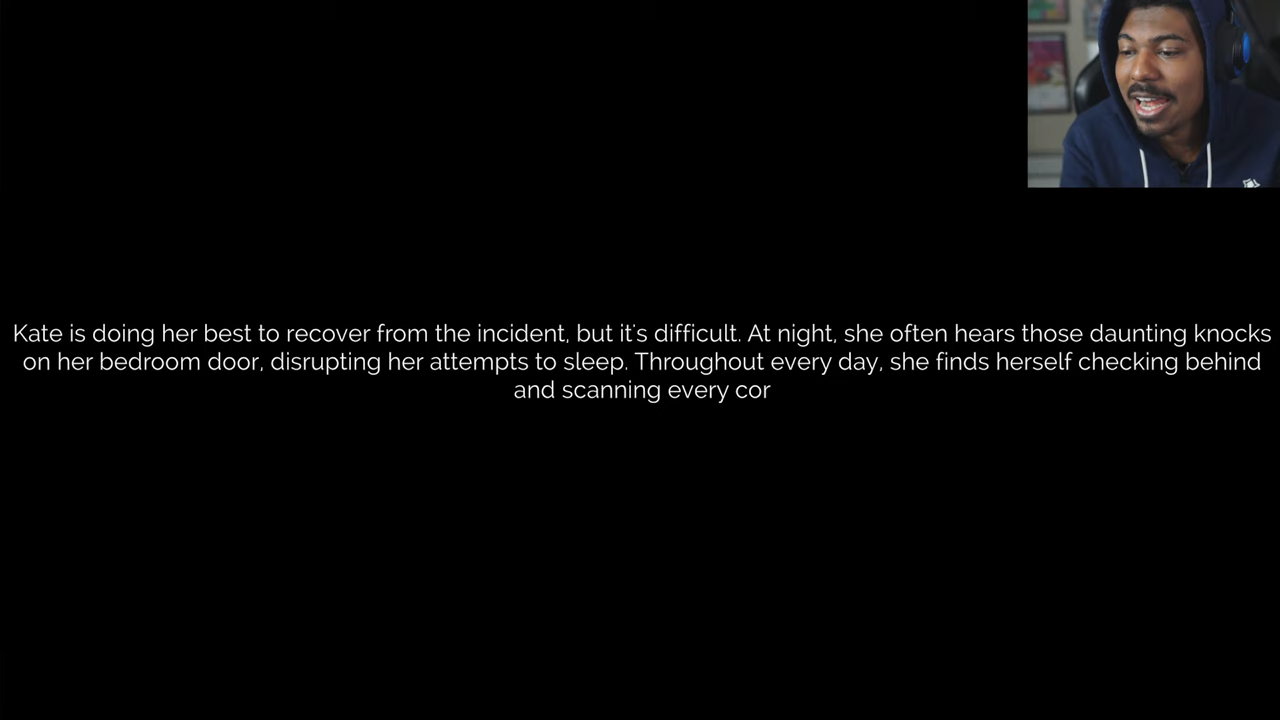 Kate is doing her best to recover from the incident, but it's difficult. At night, she often hears those daunting knocks
on her bedroom door, disrupting her attempts to sleep. Throughout every day, she finds herself checking behind
and scanning every cor